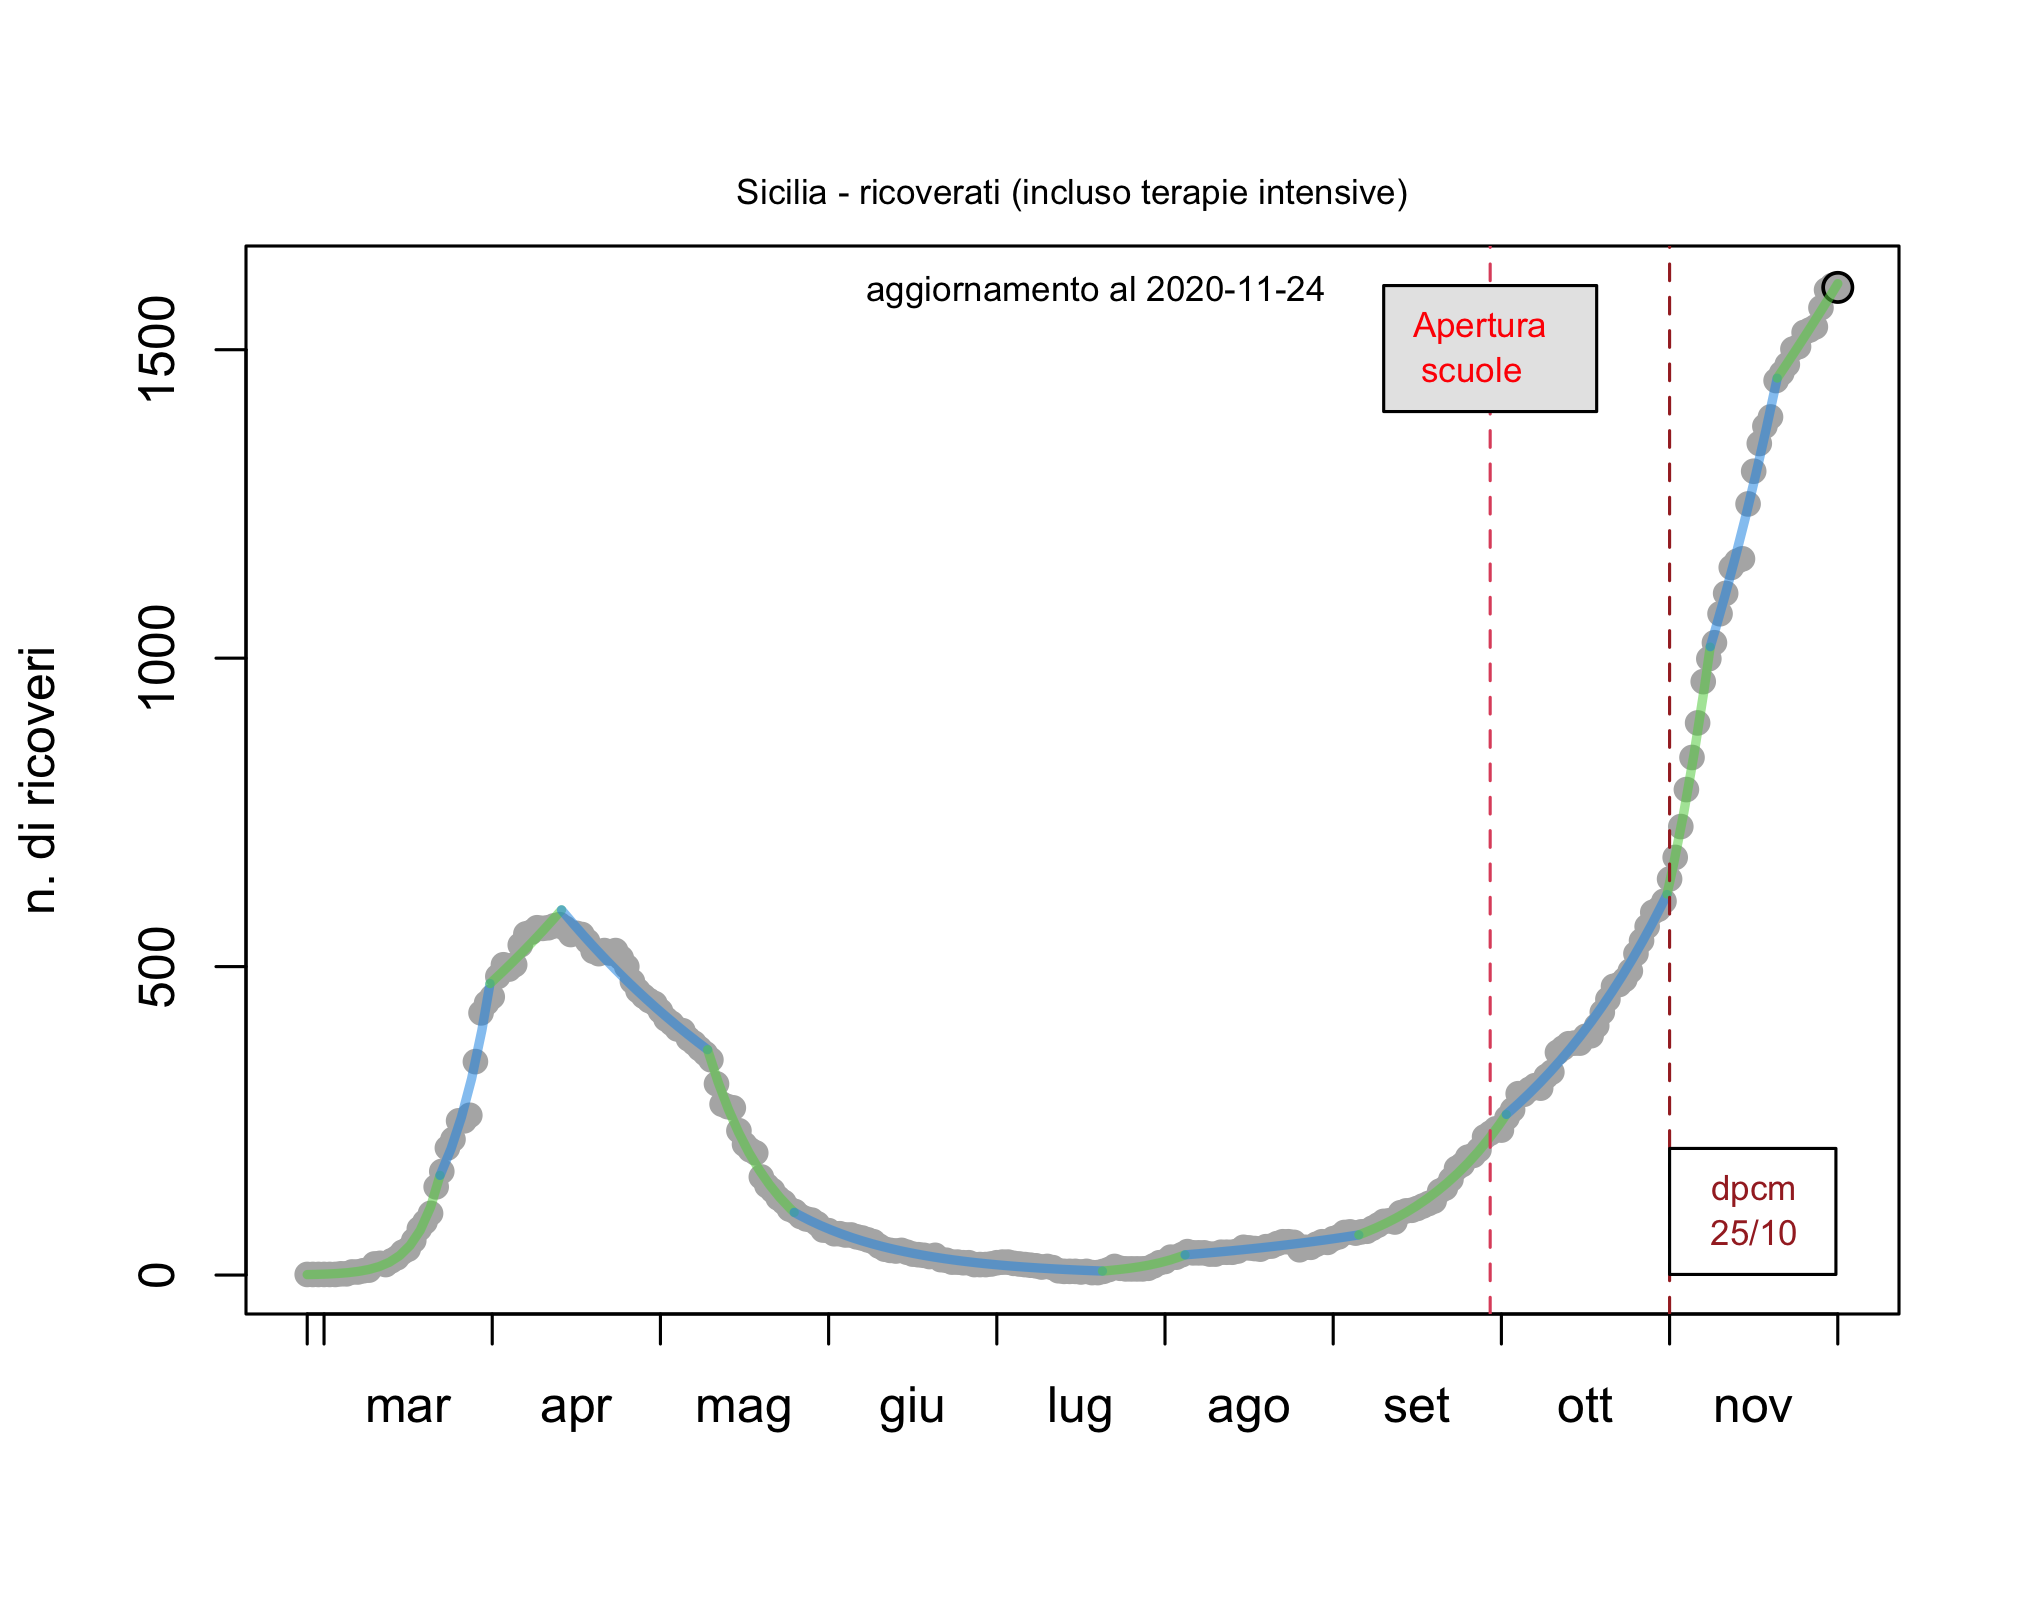 Sicilia - ricoverati (incluso terapie intensive)
aggiornamento al 2020-11-24
Apertura
scuole
dpcm
25/10
n. di ricoveri
1500
1000
500
0
mar apr mag giu lug ago set ott nov